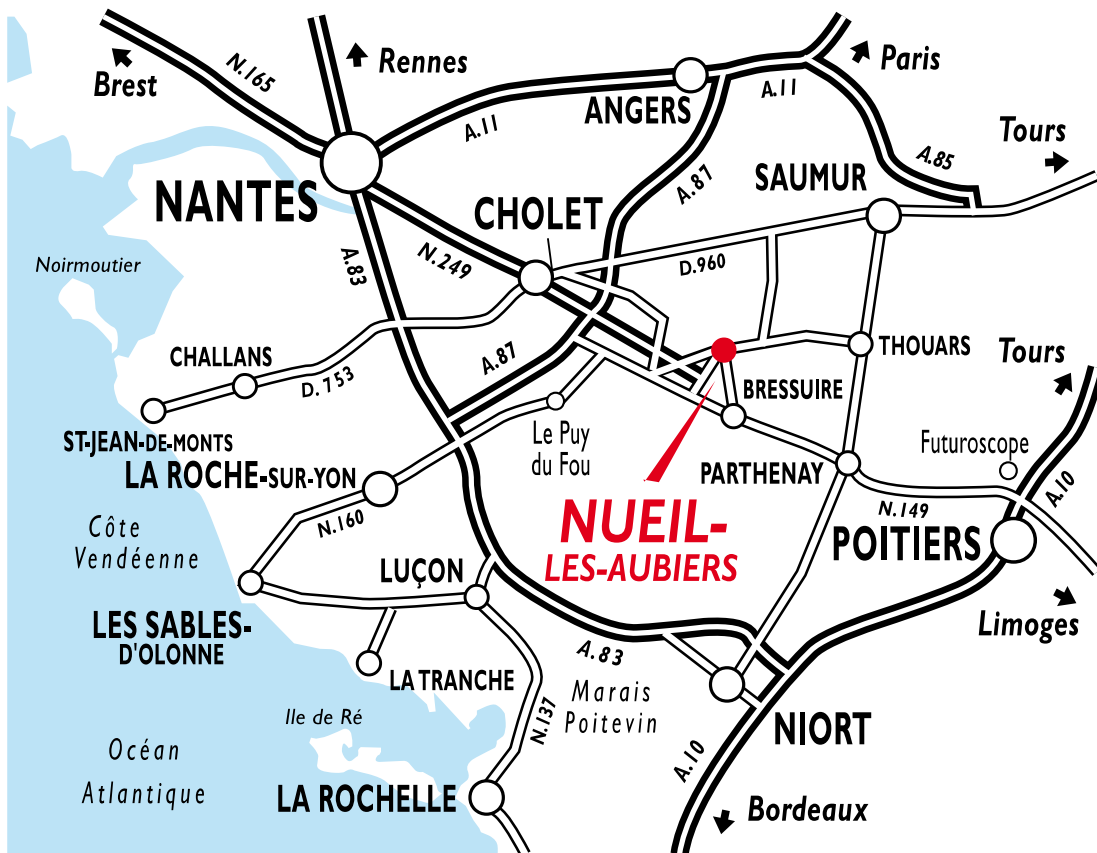 Rennes
Paris
Brest
N.165
A.11
ANGERS
A.11
Tours
A.85
SAUMUR
A.87
NANTES
CHOLET
N.249
A.83
D.960
Noirmoutier
CHALLANS
D.753
A.87
THOUARS
Tours
BRESSUIRE
ST-JEAN-DE-MONTS
LA ROCHE-SUR-YON
Le Puy
du Fou
Futuroscope
PARTHENAY
A.10
N.149
N.160
Côte
Vendéenne
NUEIL-
LES-AUBIERS
POITIERS
LUÇON
LES SABLES-
D'OLONNE
Limoges
A.83
LA TRANCHE
Marais
Poitevin
Ile de Ré
N.137
NIORT
Océan
Atlantique
A.10
LA ROCHELLE
Bordeaux